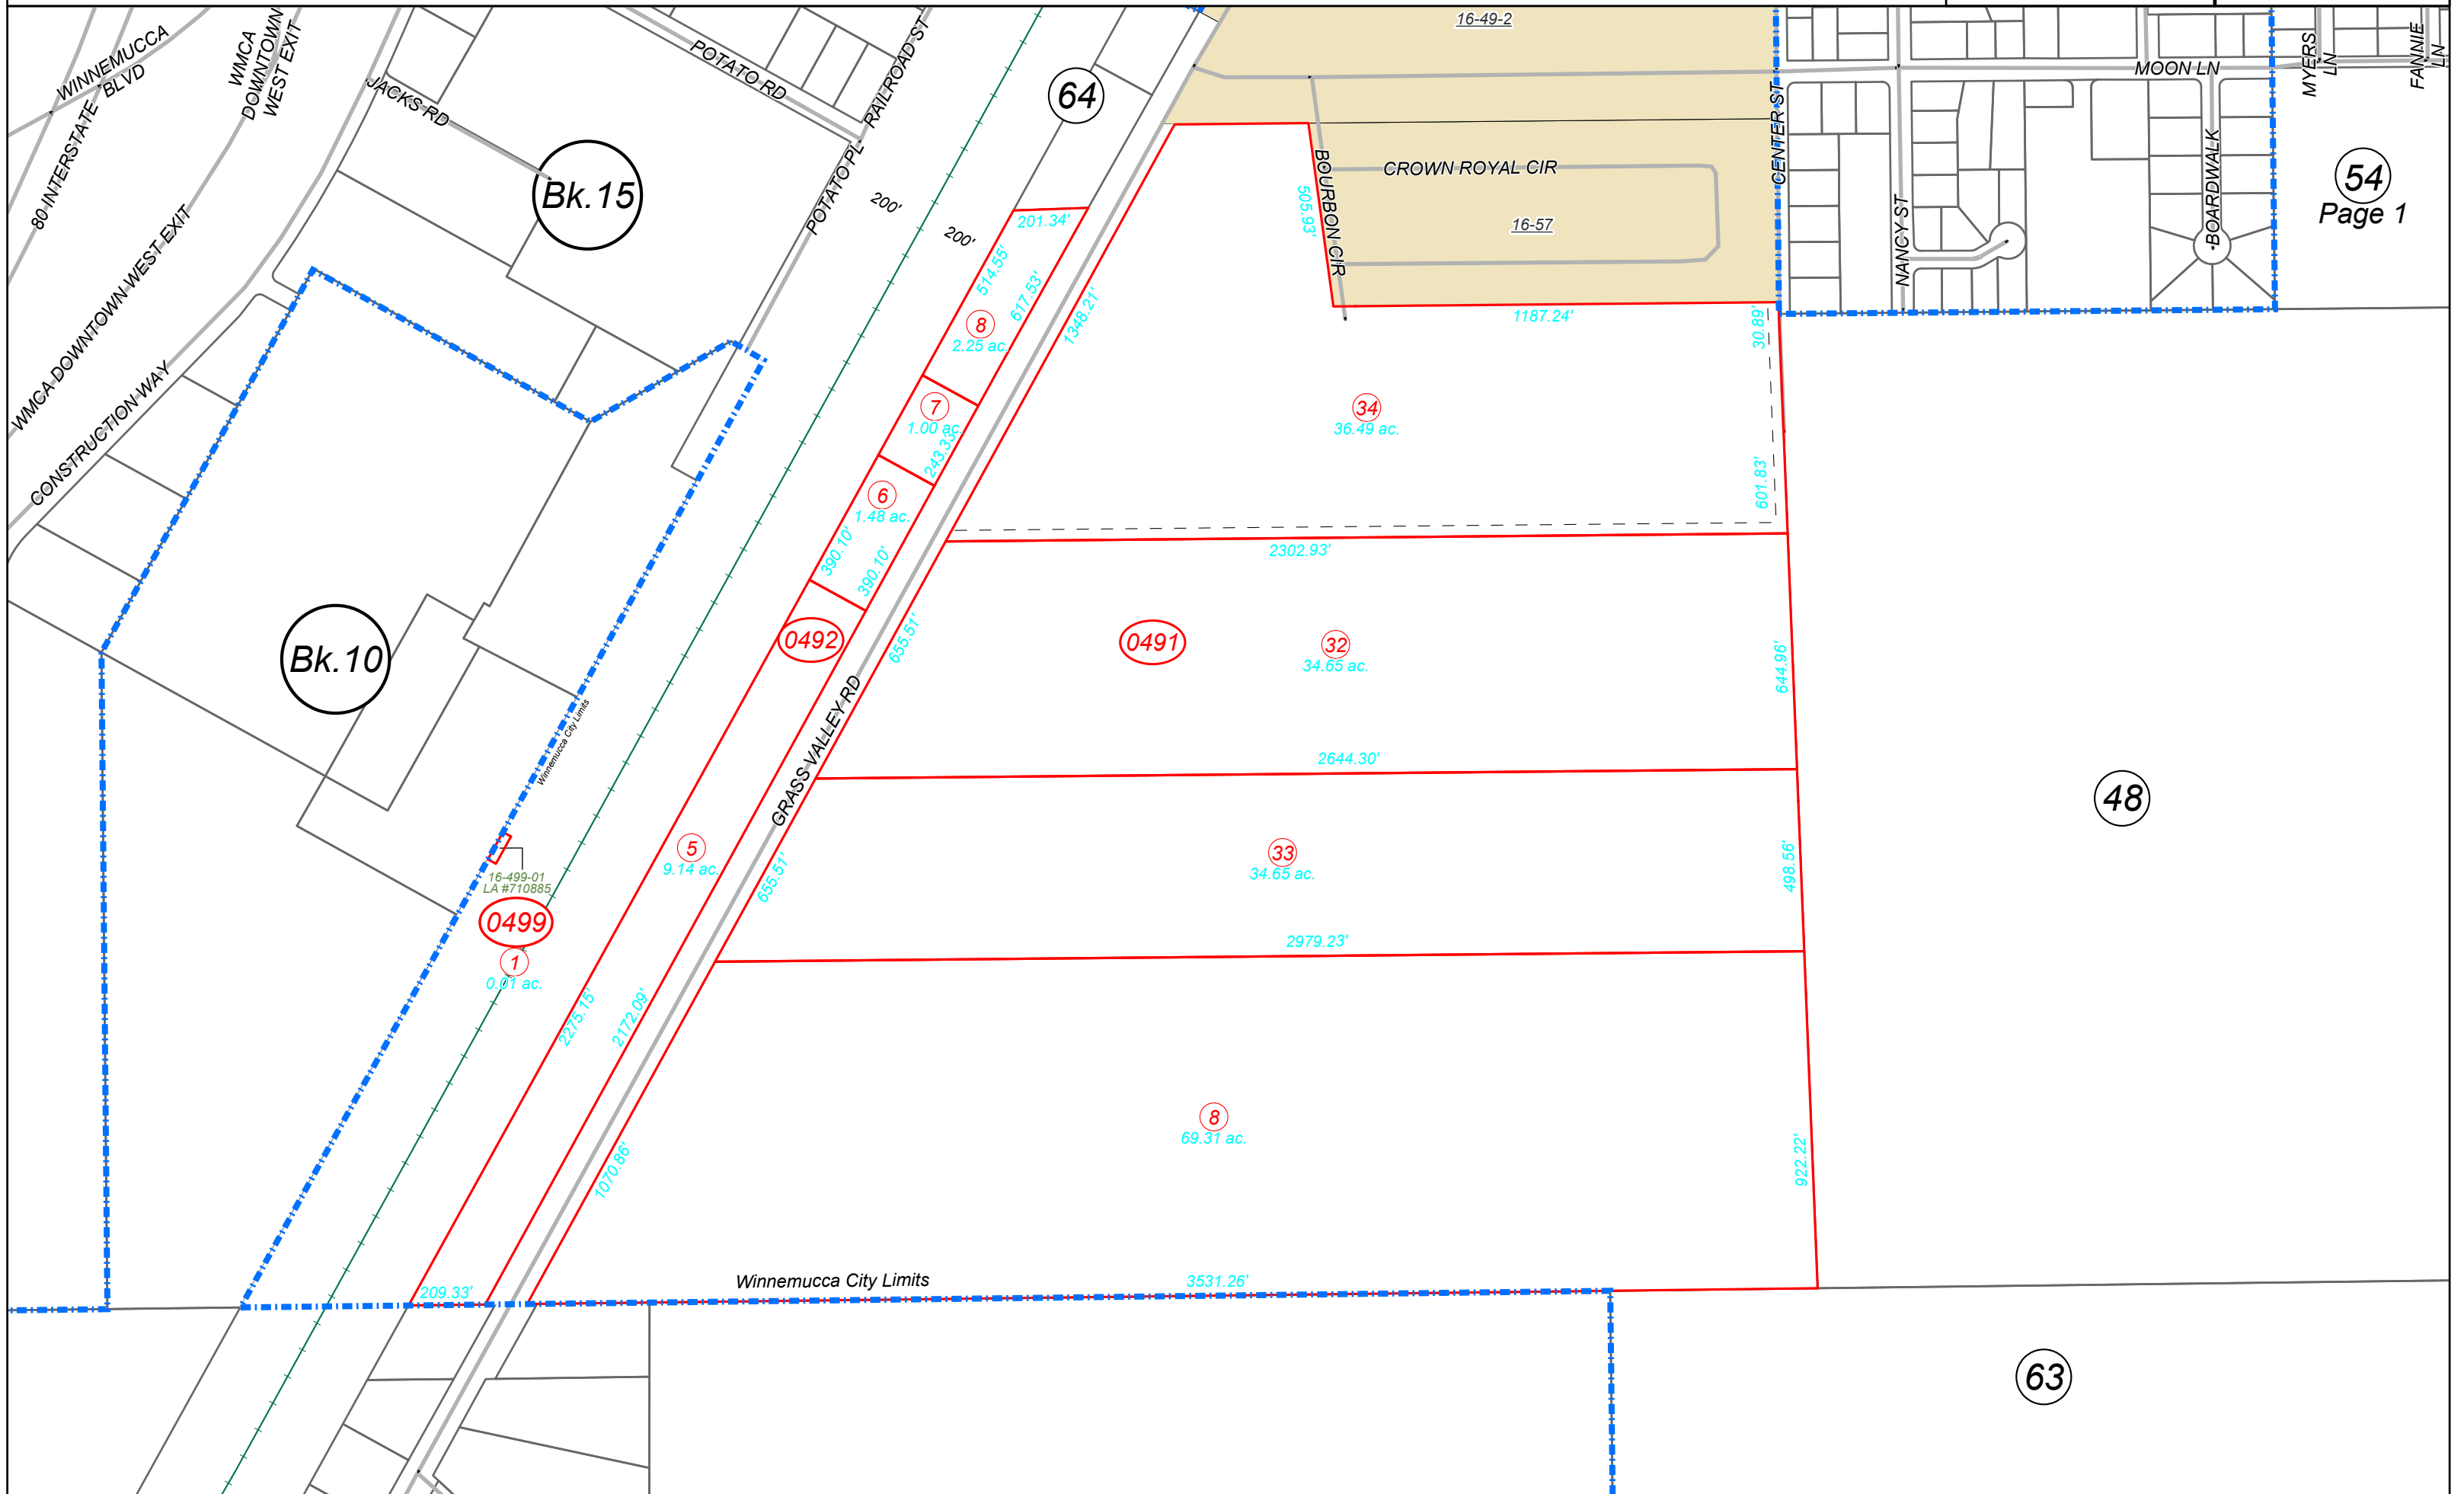 16-49-2
WINNEMUCCA
BLVD
80 INTERSTATE
WMCA
DOWNTOWN
WEST EXIT
JACKS RD
POTATO RD
RAILROAD ST
POTATO PL
64
CENTER ST
MOON LN
MYERS
LN
FANNIE
LN
Bk.15
200'
200'
BOURBON CIR
CROWN ROYAL CIR
16-57
NANCY ST
BOARDWALK
54
Page 1
WMCA DOWNTOWN WEST EXIT
CONSTRUCTION WAY
201.34'
514.55'
617.53'
1348.21'
505.93'
1187.24'
30.89'
8
2.25 ac.
7
1.00 ac.
243.33'
34
36.49 ac.
6
1.48 ac.
390.10'
390.10'
601.83'
2302.93'
Bk.10
0492
655.51'
0491
32
34.65 ac.
644.96'
Winnemucca City Limits
GRASS VALLEY RD
2644.30'
48
5
9.14 ac.
655.51'
33
34.65 ac.
498.56'
16-499-01
LA #710885
0499
1
0.01 ac.
2979.23'
2275.15'
2172.09'
1070.86'
8
69.31 ac.
922.22'
209.33'
Winnemucca City Limits
3531.26'
63